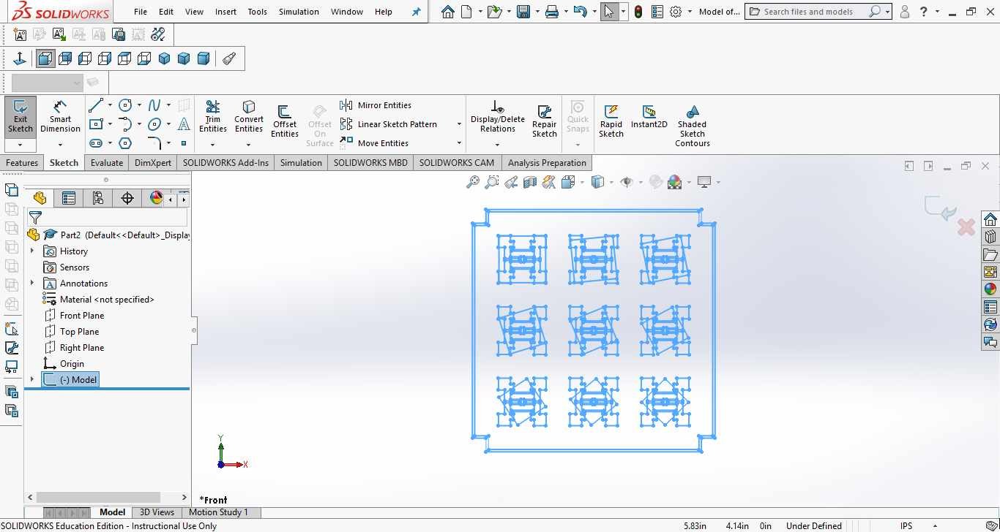 SOLIDWORKS File Edit View Insert Tools Simulation Window Help Model of... Search files and models
Exit Sketch
Smart Dimension
Trim Entities
Convert Entities
Offset Entities
Offset On Surface
Mirror Entities
Linear Sketch Pattern
Move Entities
Display/Delete Relations
Repair Sketch
Quick Snaps
Rapid Sketch
Instant2D
Shaded Sketch Contours
Features Sketch Evaluate DimXpert SOLIDWORKS Add-Ins Simulation SOLIDWORKS MBD SOLIDWORKS CAM Analysis Preparation
Part2 (Default<<Default>_Display
History
Sensors
Annotations
Material <not specified>
Front Plane
Top Plane
Right Plane
Origin
(-) Model
Y
X
*Front
Model 3D Views Motion Study 1
SOLIDWORKS Education Edition - Instructional Use Only 5.83in 4.14in 0in Under Defined IPS